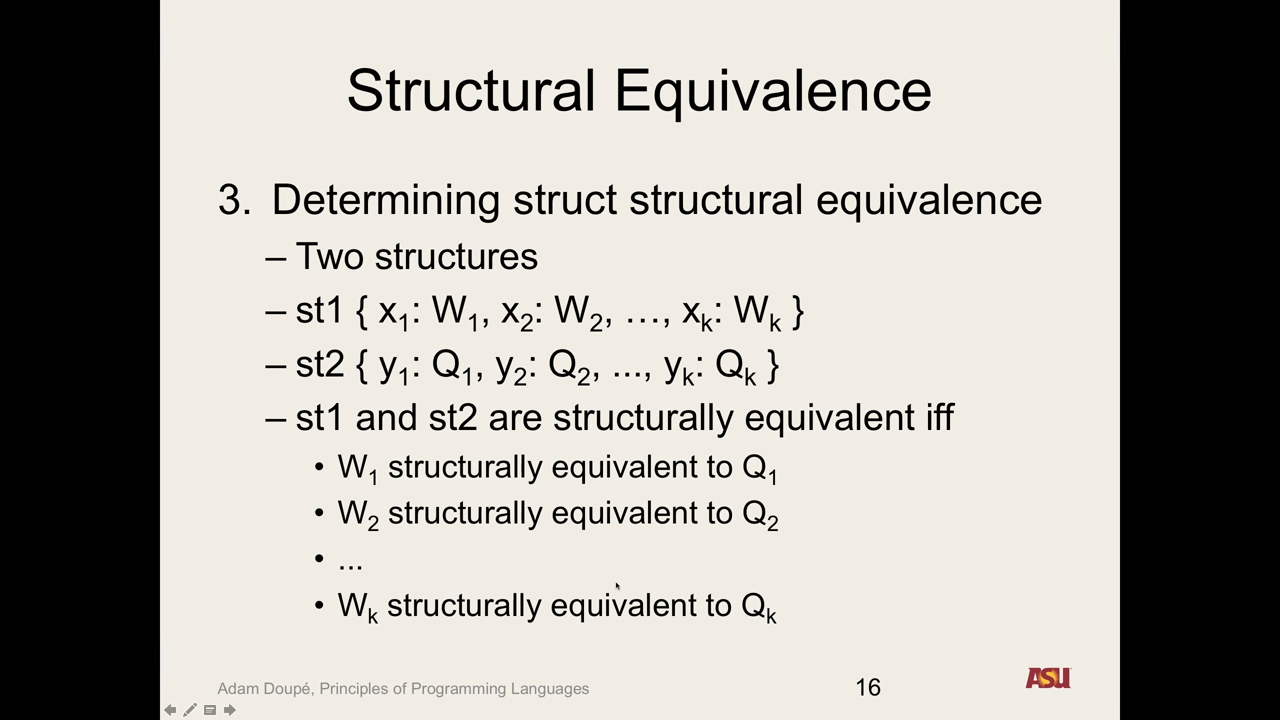 Structural Equivalence
3. Determining struct structural equivalence
– Two structures
– st1 { x₁: W₁, x₂: W₂, …, xₖ: Wₖ }
– st2 { y₁: Q₁, y₂: Q₂, ..., yₖ: Qₖ }
– st1 and st2 are structurally equivalent iff
• W₁ structurally equivalent to Q₁
• W₂ structurally equivalent to Q₂
• ...
• Wₖ structurally equivalent to Qₖ
Adam Doupé, Principles of Programming Languages
16
ASU